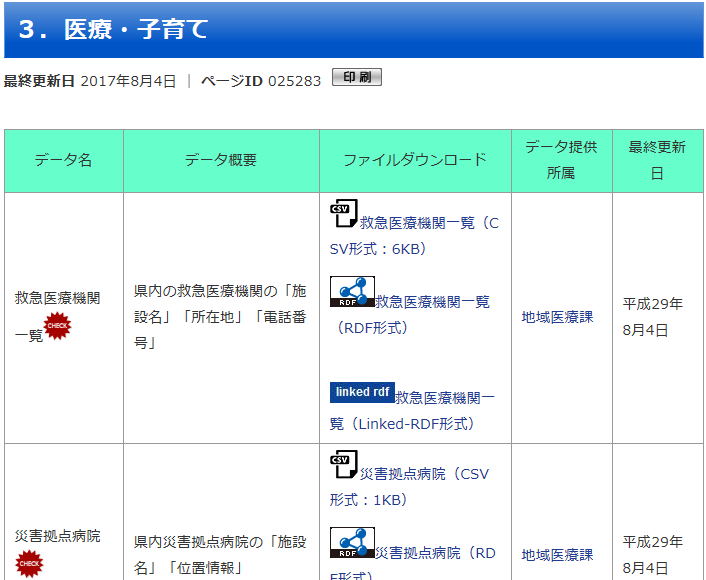 ３．医療・子育て
最終更新日 2017年8月4日 ｜ ページID 025283 印刷
データ名
データ概要
ファイルダウンロード
データ提供
所属
最終更新
日
救急医療機関
一覧 CHECK
県内の救急医療機関の「施
設名」「所在地」「電話番
号」
CSV 救急医療機関一覧（C
SV形式：6KB）
RDF 救急医療機関一覧
（RDF形式）
linked rdf 救急医療機関一
覧（Linked-RDF形式）
地域医療課
平成29年
8月4日
災害拠点病院
CHECK
県内災害拠点病院の「施設
名」「位置情報」
CSV 災害拠点病院（CSV
形式：1KB）
RDF 災害拠点病院（RD
F形式）
地域医療課
平成29年
8月4日